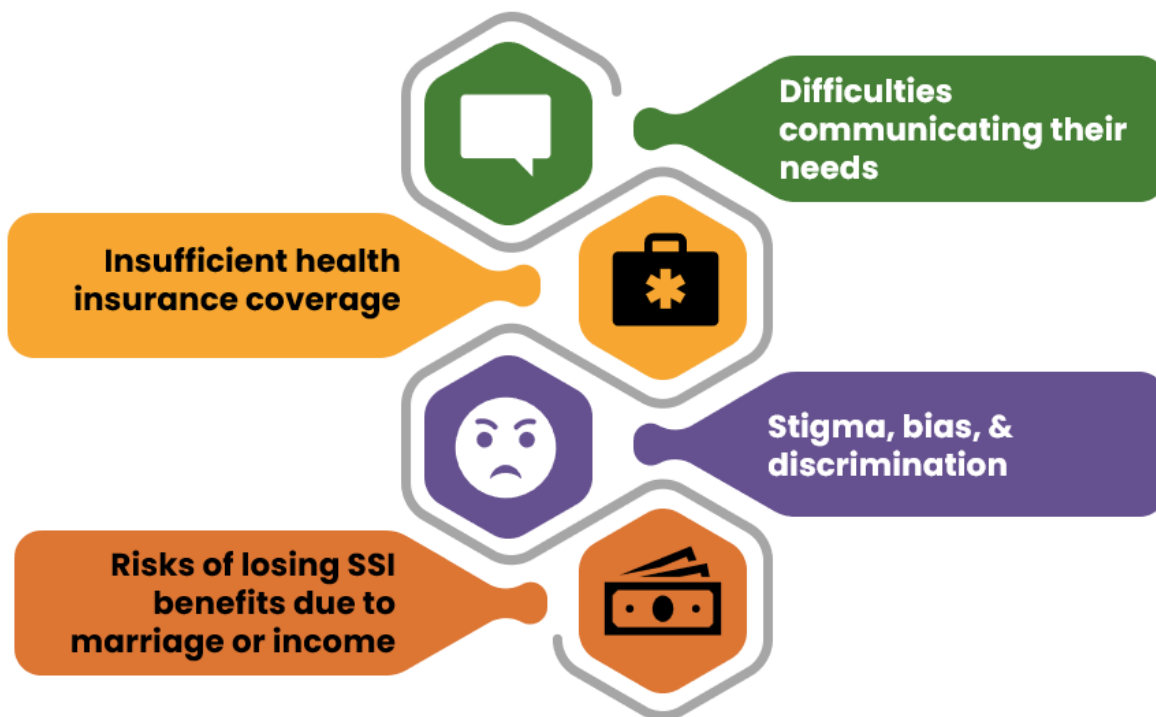 Difficulties
communicating their
needs
Insufficient health
insurance coverage
Stigma, bias, &
discrimination
Risks of losing SSI
benefits due to
marriage or income